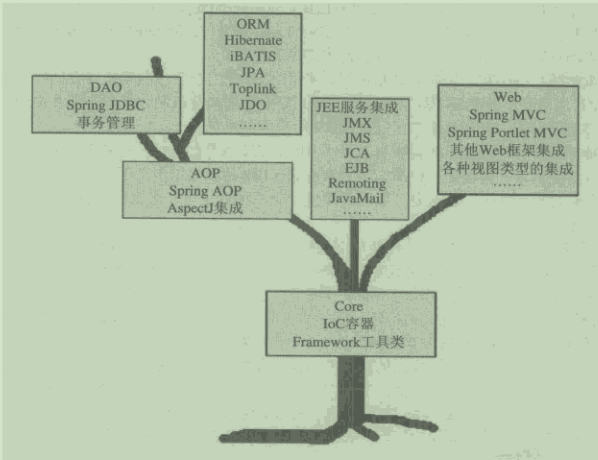 ORM
Hibernate
iBATIS
JPA
Toplink
JDO
……
DAO
Spring JDBC
事务管理
AOP
Spring AOP
AspectJ集成
JEE服务集成
JMX
JMS
JCA
EJB
Remoting
JavaMail
……
Web
Spring MVC
Spring Portlet MVC
其他Web框架集成
各种视图类型的集成
……
Core
IoC容器
Framework工具类